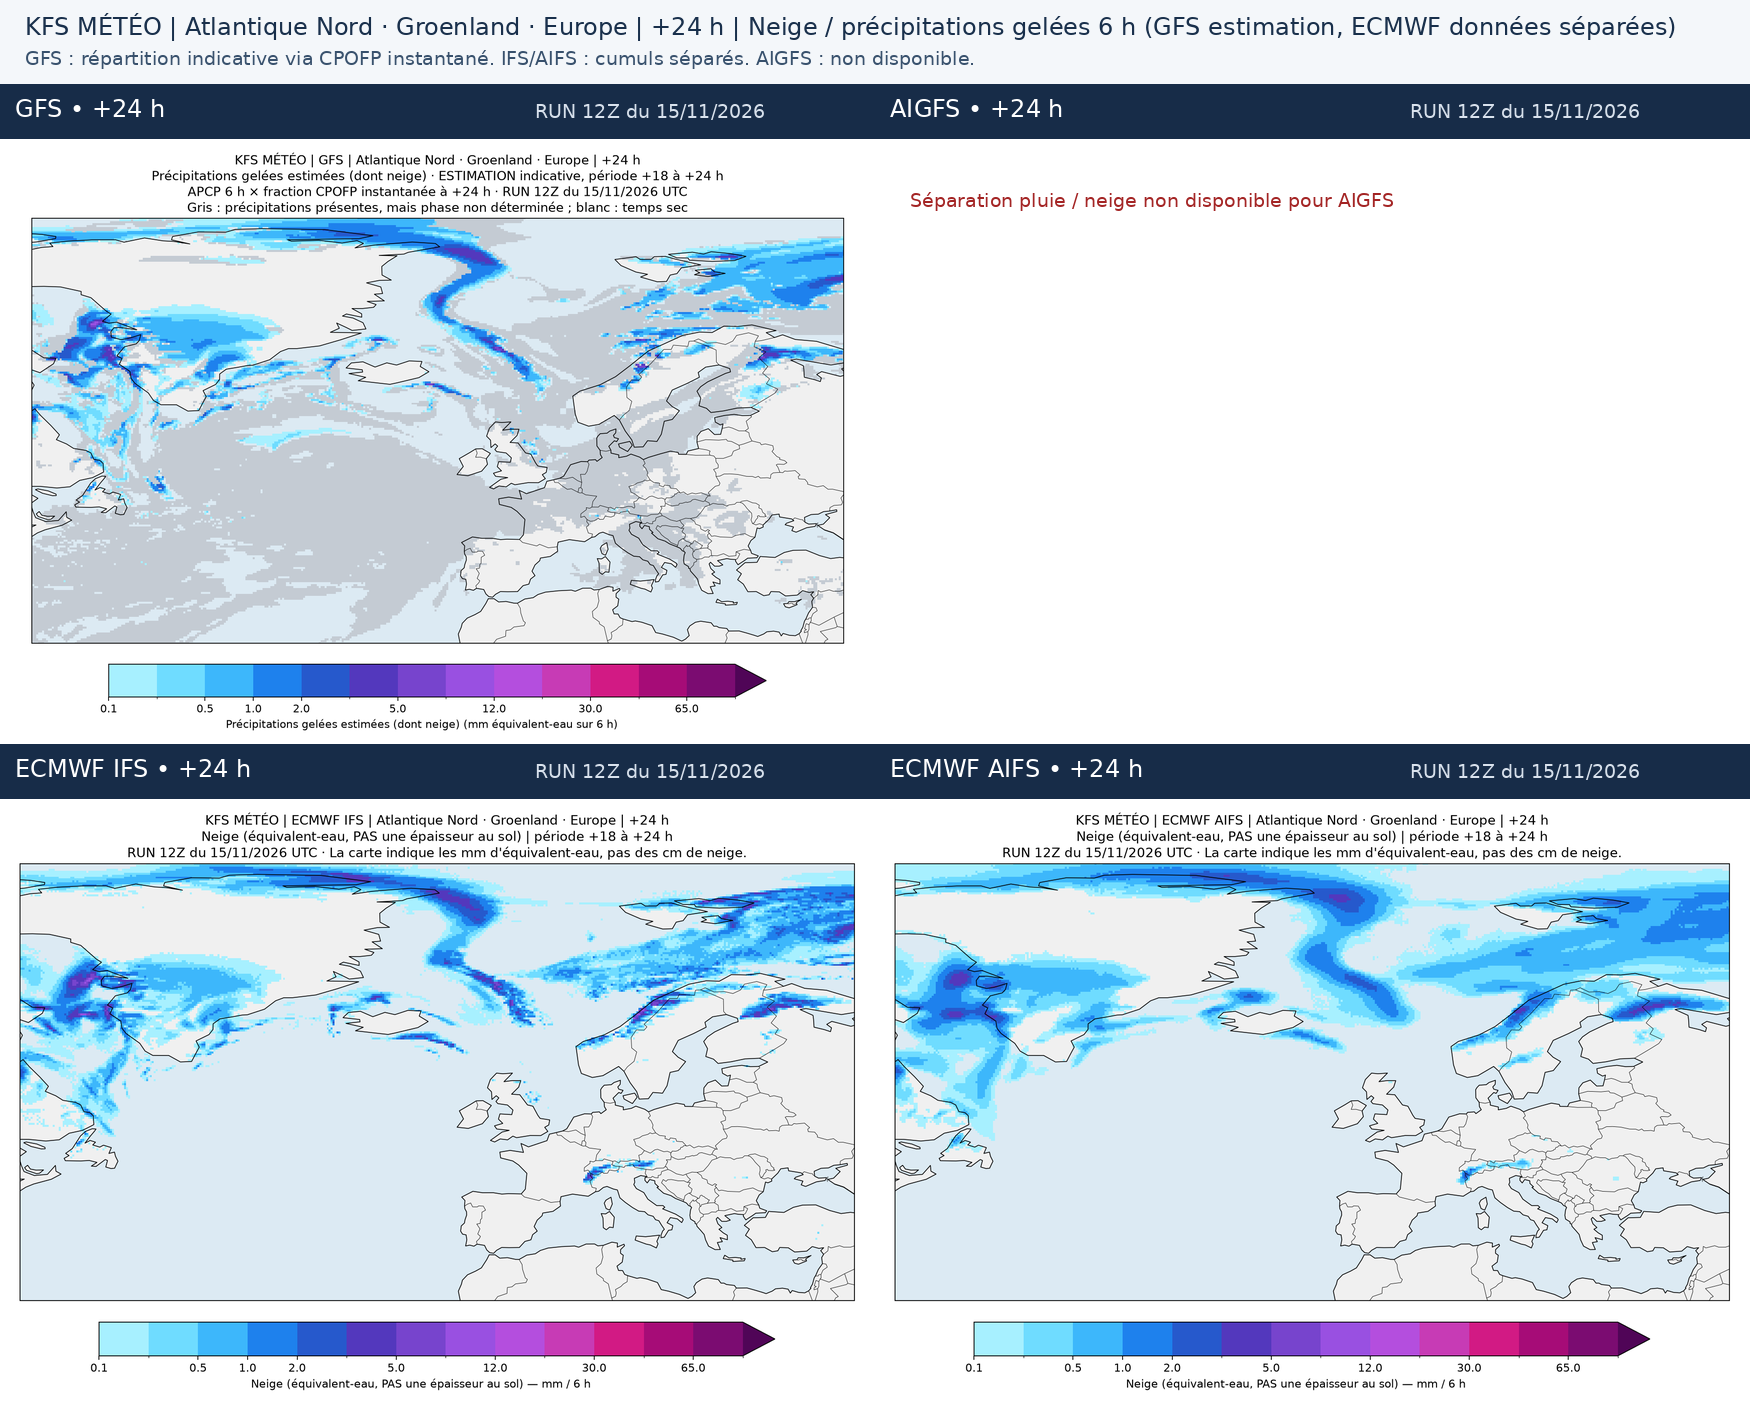 KFS MÉTÉO | Atlantique Nord · Groenland · Europe | +24 h | Neige / précipitations gelées 6 h (GFS estimation, ECMWF données séparées)
GFS : répartition indicative via CPOFP instantané. IFS/AIFS : cumuls séparés. AIGFS : non disponible.
GFS • +24 h
RUN 12Z du 15/11/2026
AIGFS • +24 h
RUN 12Z du 15/11/2026
KFS MÉTÉO | GFS | Atlantique Nord · Groenland · Europe | +24 h
Précipitations gelées estimées (dont neige) · ESTIMATION indicative, période +18 à +24 h
APCP 6 h × fraction CPOFP instantanée à +24 h · RUN 12Z du 15/11/2026 UTC
Gris : précipitations présentes, mais phase non déterminée ; blanc : temps sec
Séparation pluie / neige non disponible pour AIGFS
0.1 0.5 1.0 2.0 5.0 12.0 30.0 65.0
Précipitations gelées estimées (dont neige) (mm équivalent-eau sur 6 h)
ECMWF IFS • +24 h
RUN 12Z du 15/11/2026
ECMWF AIFS • +24 h
RUN 12Z du 15/11/2026
KFS MÉTÉO | ECMWF IFS | Atlantique Nord · Groenland · Europe | +24 h
Neige (équivalent-eau, PAS une épaisseur au sol) | période +18 à +24 h
RUN 12Z du 15/11/2026 UTC · La carte indique les mm d'équivalent-eau, pas des cm de neige.
KFS MÉTÉO | ECMWF AIFS | Atlantique Nord · Groenland · Europe | +24 h
Neige (équivalent-eau, PAS une épaisseur au sol) | période +18 à +24 h
RUN 12Z du 15/11/2026 UTC · La carte indique les mm d'équivalent-eau, pas des cm de neige.
0.1 0.5 1.0 2.0 5.0 12.0 30.0 65.0
Neige (équivalent-eau, PAS une épaisseur au sol) — mm / 6 h
0.1 0.5 1.0 2.0 5.0 12.0 30.0 65.0
Neige (équivalent-eau, PAS une épaisseur au sol) — mm / 6 h